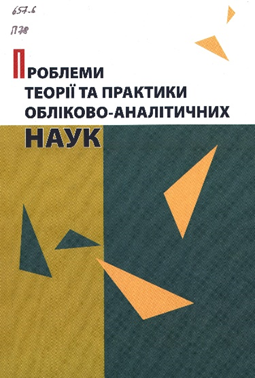 657.6
П78
ПРОБЛЕМИ
ТЕОРІЇ ТА ПРАКТИКИ
ОБЛІКОВО-АНАЛІТИЧНИХ
НАУК